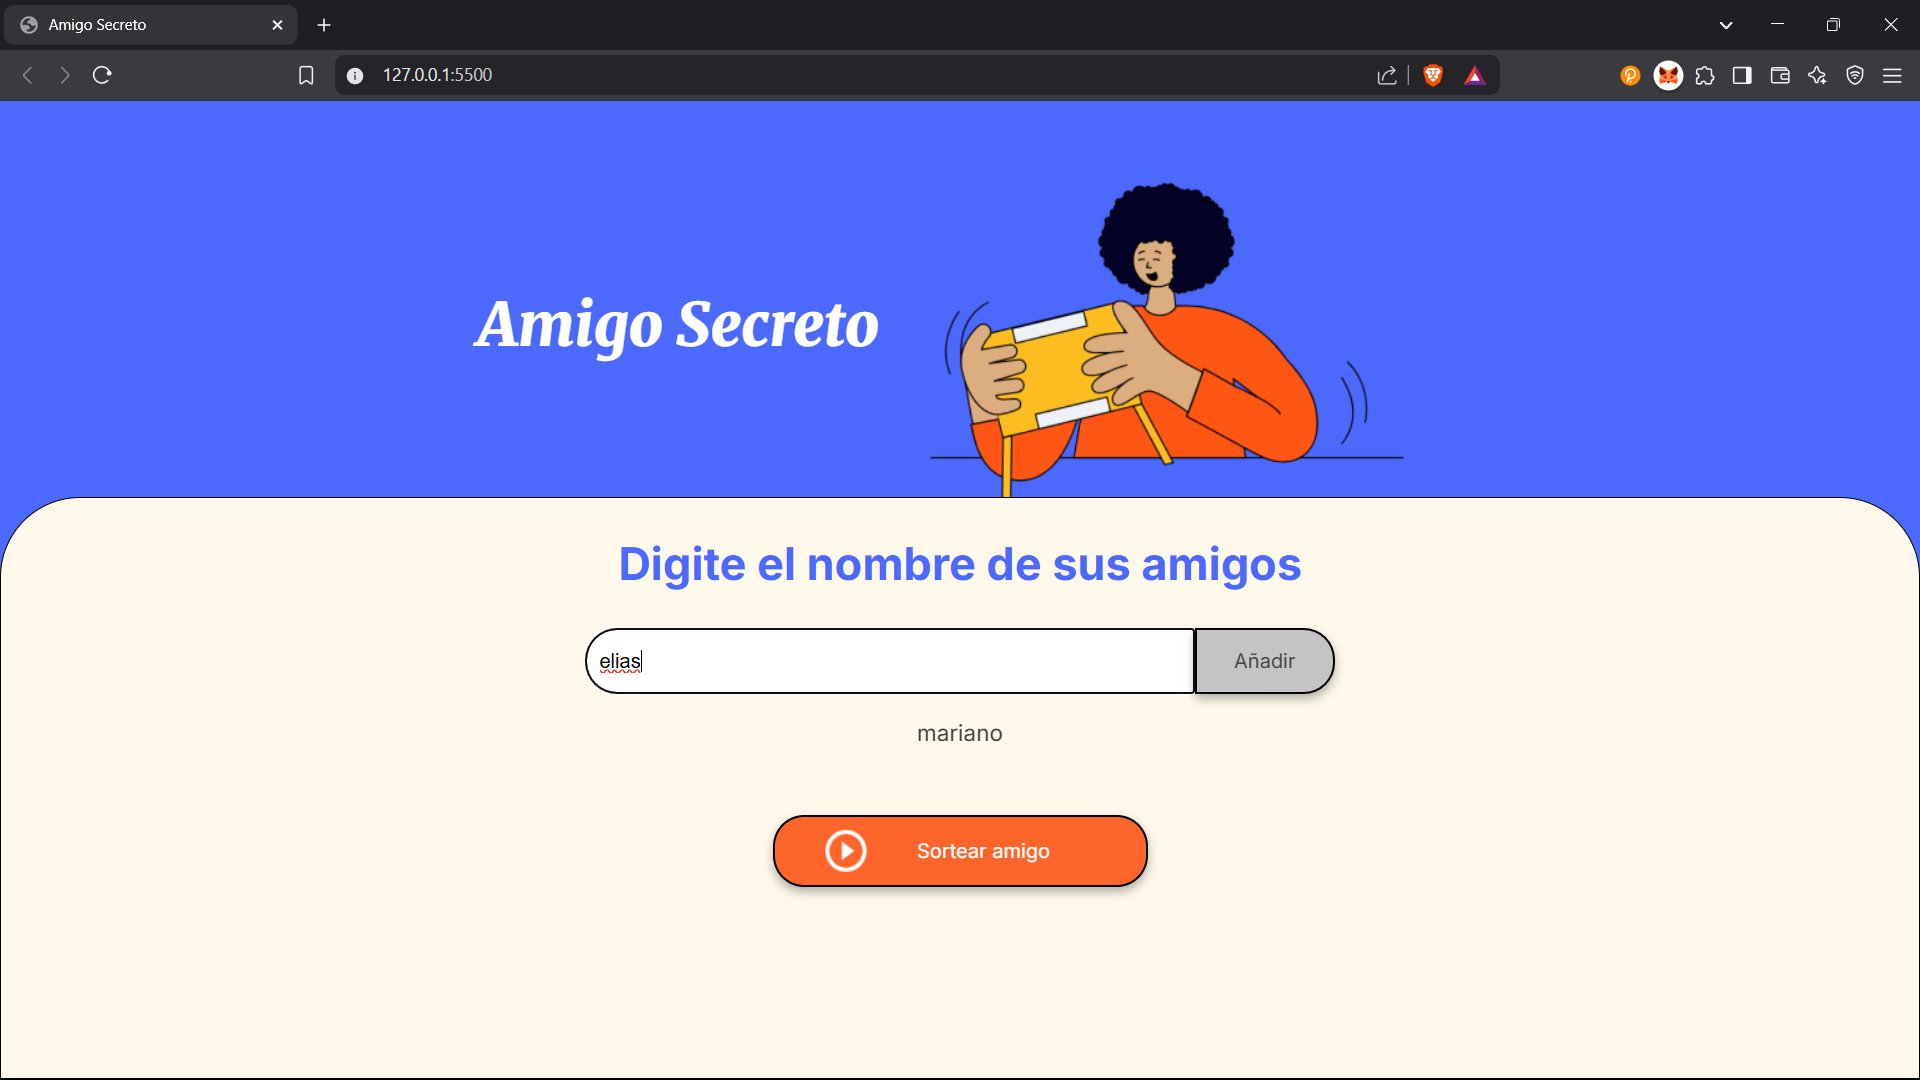 Amigo Secreto
127.0.0.1:5500
Amigo Secreto
Digite el nombre de sus amigos
elias
Añadir
mariano
Sortear amigo